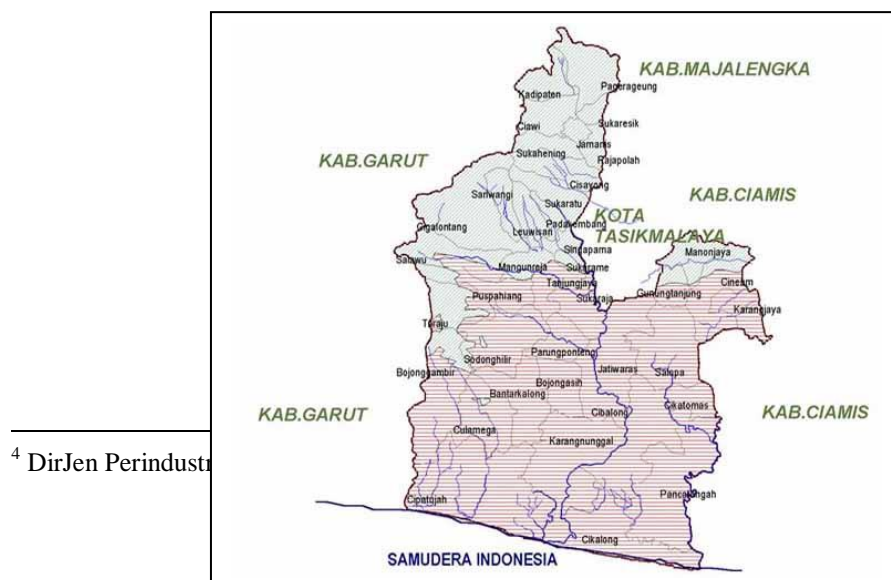 KAB.MAJALENGKA
Pagerageung
Kadipaten
Sukaresik
Ciawi
Jamanis
Sukahening
Rajapolah
KAB.GARUT
Cisayong
KAB.CIAMIS
Sariwangi
Sukaratu
KOTA
TASIKMALAYA
Cigalontang
Leuwisari
Singaparna
Manonjaya
Salawu
Mangunreja
Sukarame
Tanjungjaya
Cineam
Gunungtanjung
Puspahiang
Sukaraja
Karangjaya
Taraju
Parungponteng
Sodonghilir
Jatiwaras
Salopa
Bojonggambir
Bojongasih
Bantarkalong
Cikatomas
KAB.GARUT
Cibalong
KAB.CIAMIS
Culamega
Karangnunggal
4 DirJen Perindustr
Cipatujah
Pancatengah
Cikalong
SAMUDERA INDONESIA